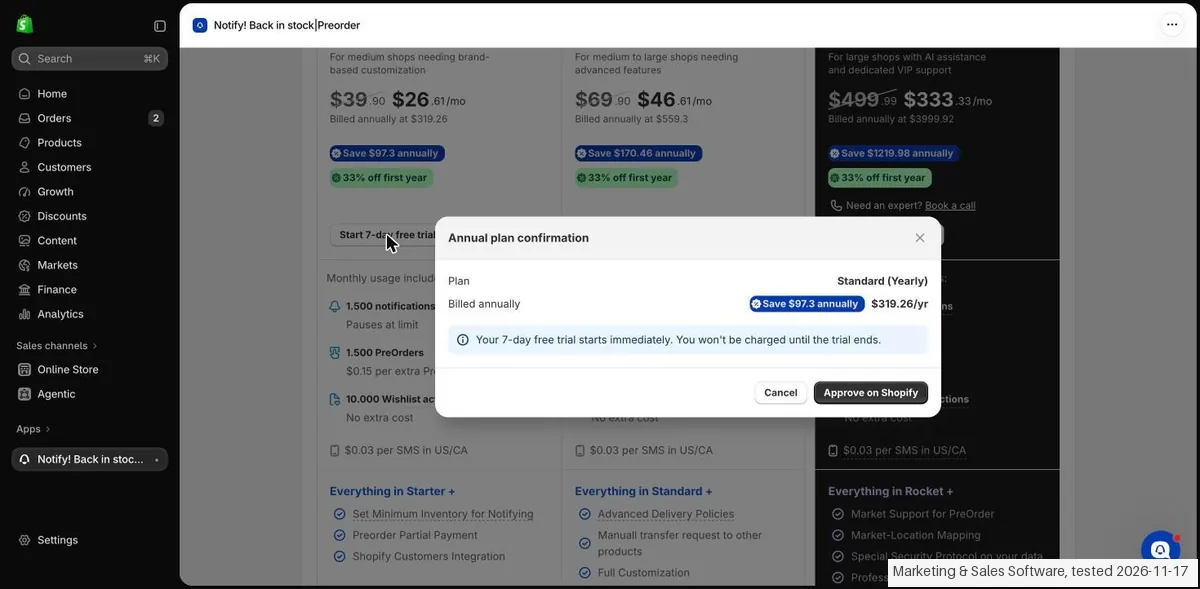 Notify! Back in stock|Preorder
Search
⌘K
Home
Orders
2
Products
Customers
Growth
Discounts
Content
Markets
Finance
Analytics
Sales channels
Online Store
Agentic
Apps
Notify! Back in stoc...
Settings
For medium shops needing brand-
based customization
$39.90 $26.61/mo
Billed annually at $319.26
Save $97.3 annually
33% off first year
Start 7-day free trial
Monthly usage
1.500 notifications
Pauses at limit
1.500 PreOrders
$0.15 per extra
10.000 Wishlist
No extra cost
$0.03 per SMS in US/CA
Everything in Starter +
Set Minimum Inventory for Notifying
Preorder Partial Payment
Shopify Customers Integration
For medium to large shops needing
advanced features
$69.90 $46.61/mo
Billed annually at $559.3
Save $170.46 annually
33% off first year
No extra cost
$0.03 per SMS in US/CA
Everything in Standard +
Advanced Delivery Policies
Manuall transfer request to other
products
Full Customization
For large shops with AI assistance
and dedicated VIP support
$499.99 $333.33/mo
Billed annually at $3999.92
Save $1219.98 annually
33% off first year
Need an expert? Book a call
No extra cost
$0.03 per SMS in US/CA
Everything in Rocket +
Market Support for PreOrder
Market-Location Mapping
Special Security Protocol on your data
Annual plan confirmation
Plan
Standard (Yearly)
Billed annually
Save $97.3 annually $319.26/yr
Your 7-day free trial starts immediately. You won't be charged until the trial ends.
Cancel
Approve on Shopify
Marketing & Sales Software, tested 2026-11-17